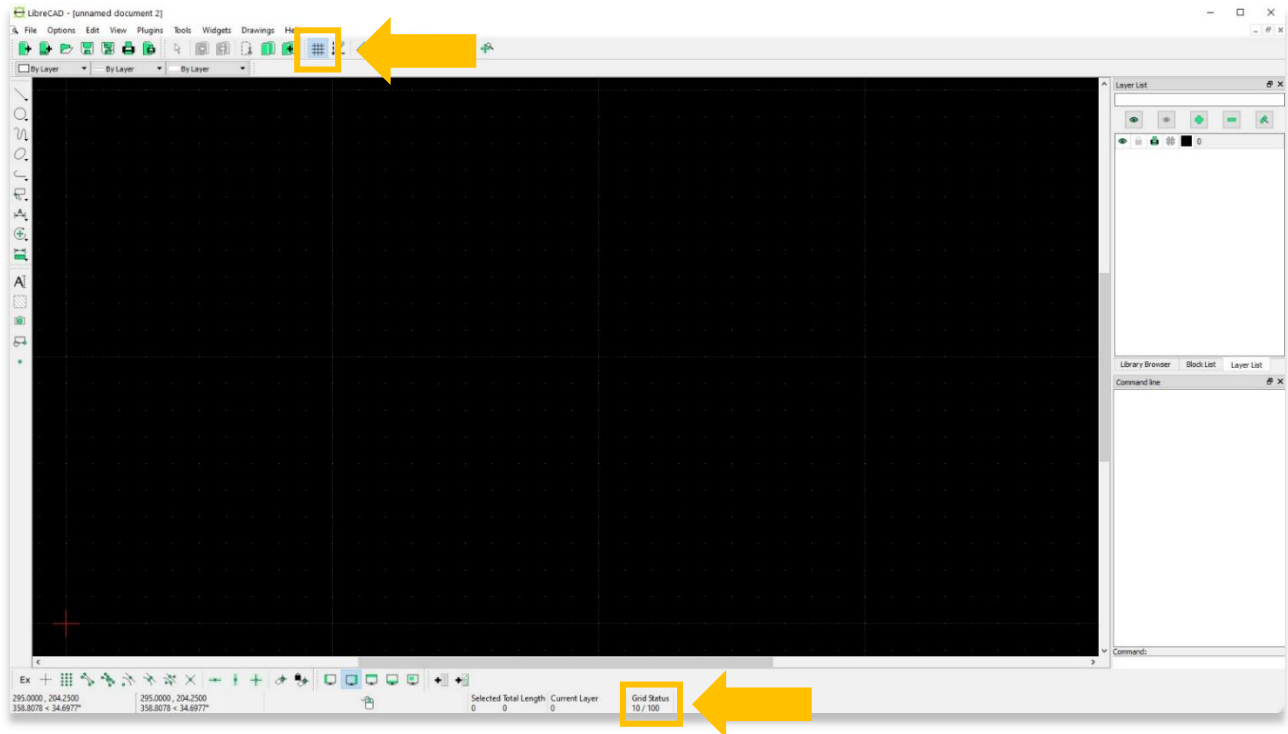 LibreCAD - [unnamed document 2]
File Options Edit View Plugins Tools Widgets Drawings
By Layer By Layer By Layer
Layer List
0
A
Library Browser Block List Layer List
Command line
Command:
Ex
295.0000 , 204.2500 295.0000 , 204.2500 Selected Total Length Current Layer Grid Status
358.8078 < 34.6977° 358.8078 < 34.6977° 0 0 0 10 / 100